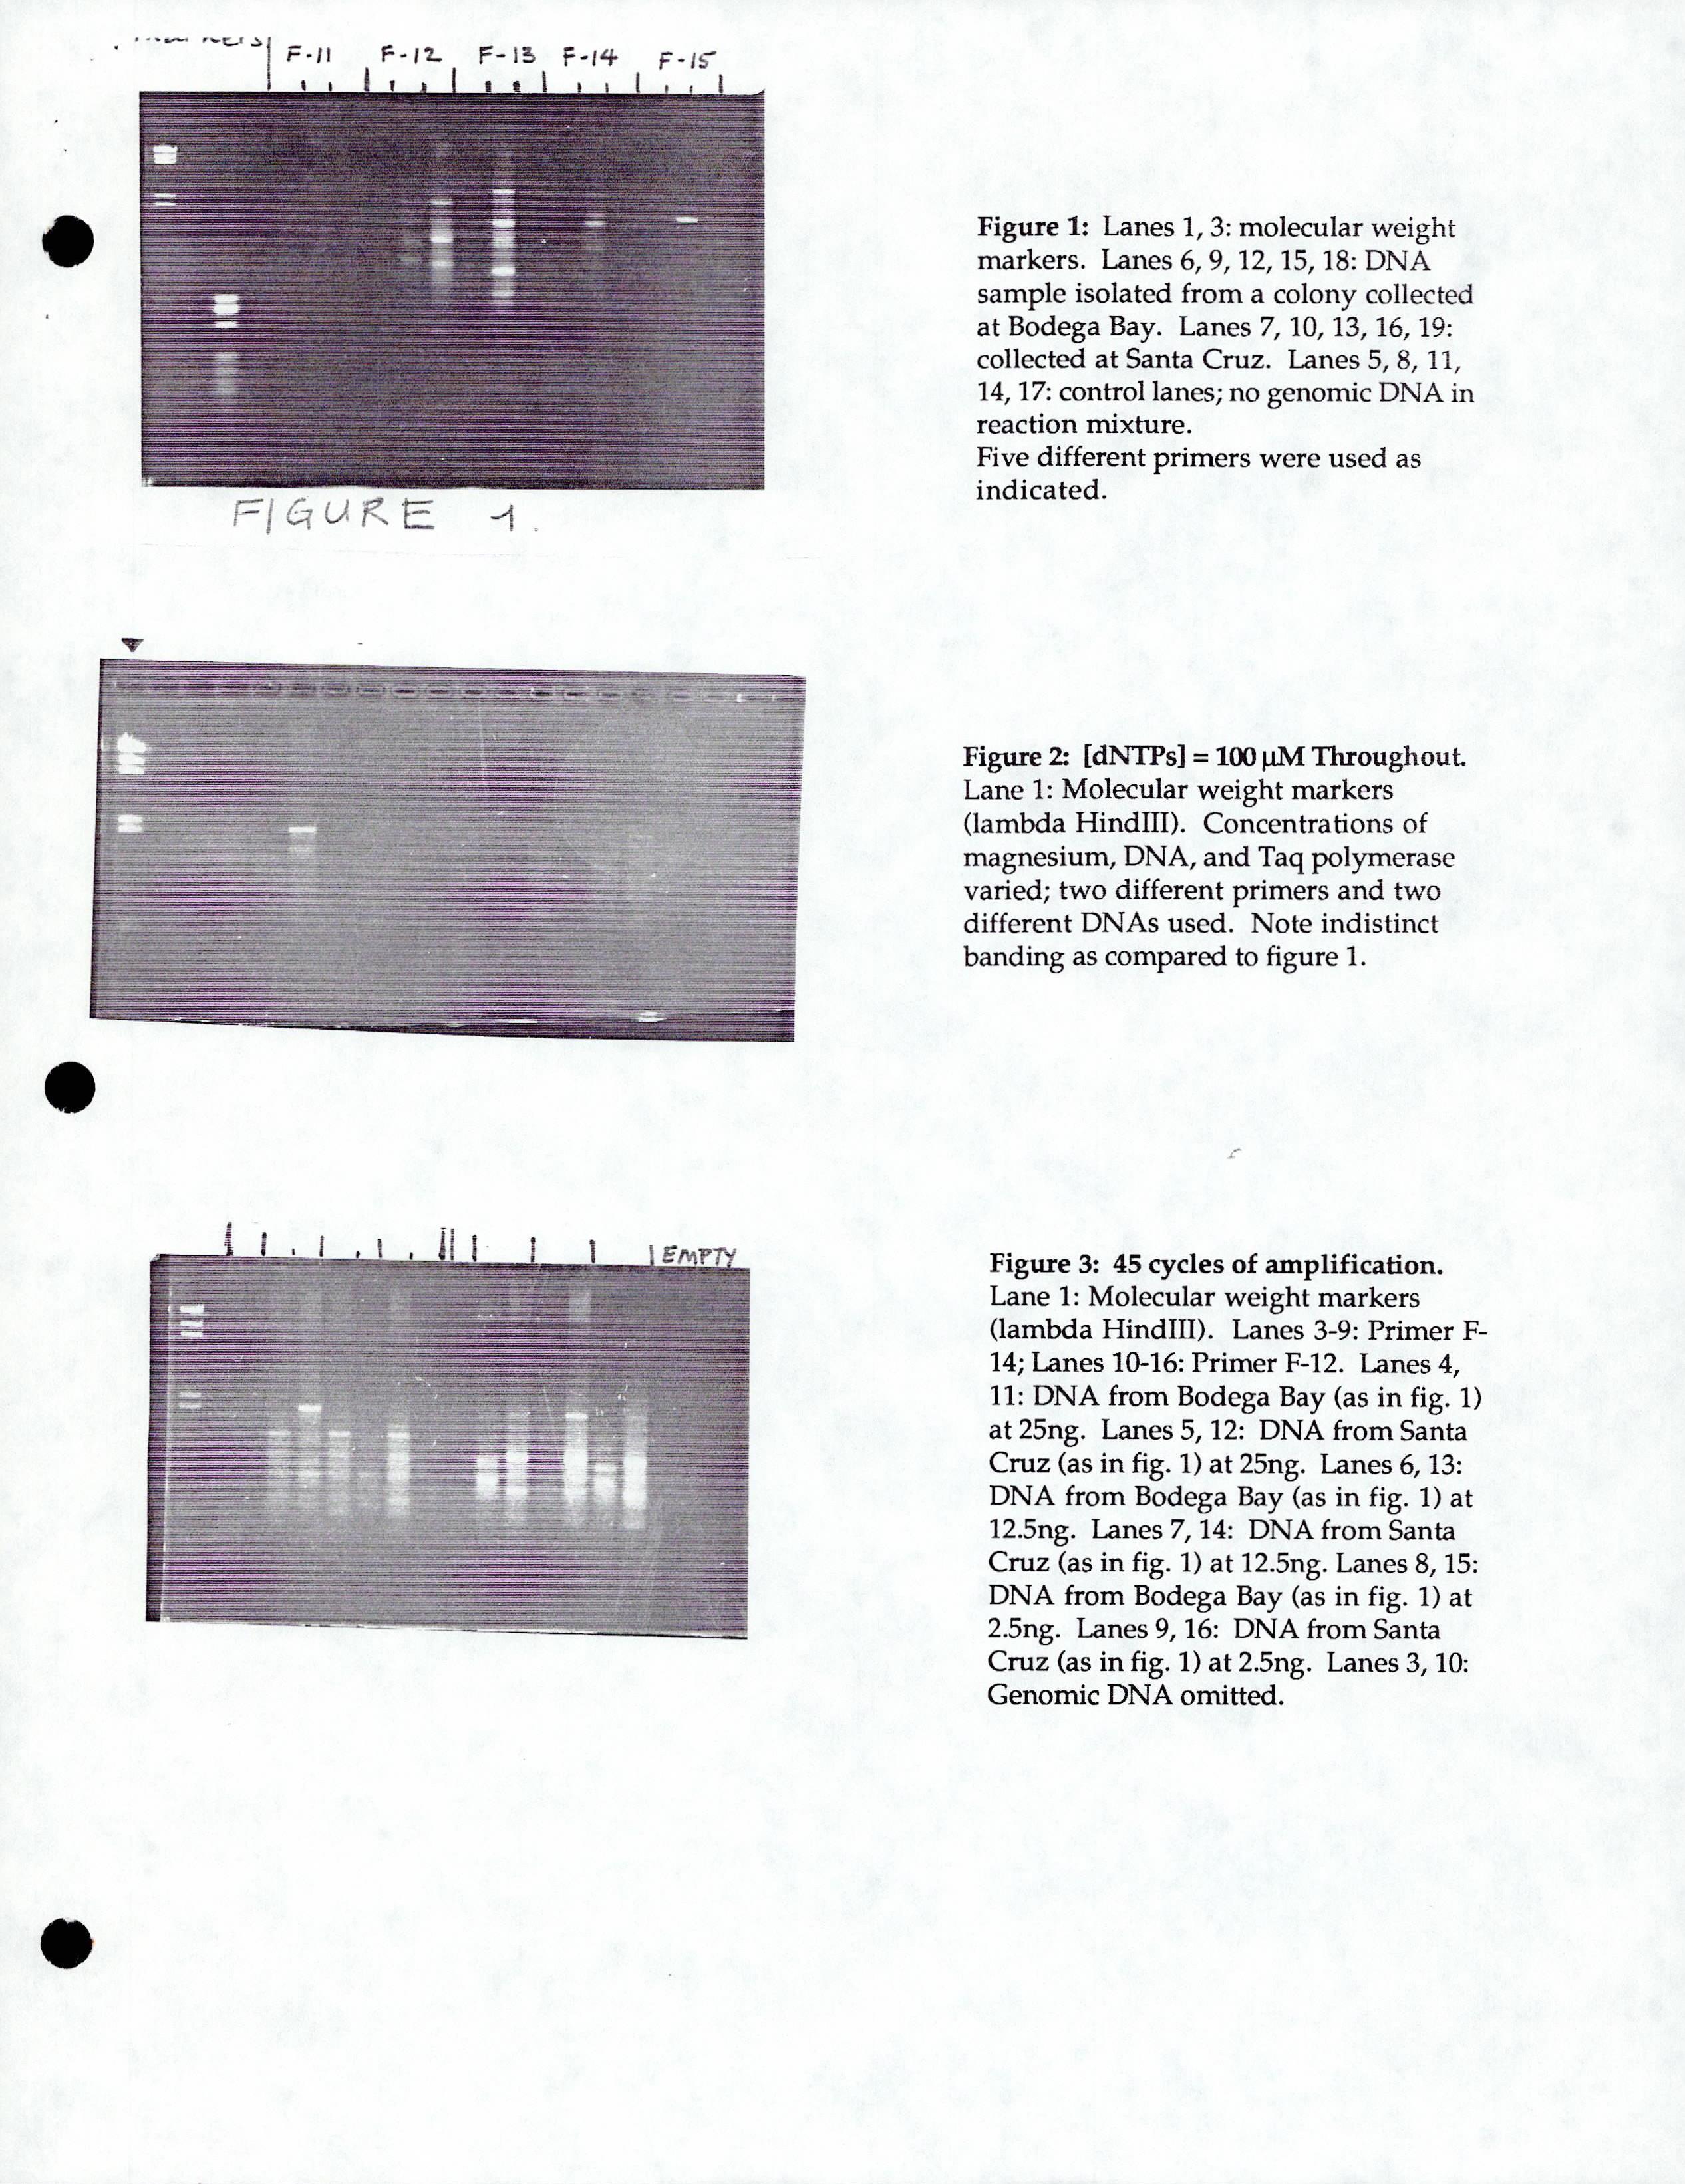 F-11 F-12 F-13 F-14 F-15
FIGURE 1.
Figure 1: Lanes 1, 3: molecular weight
markers. Lanes 6, 9, 12, 15, 18: DNA
sample isolated from a colony collected
at Bodega Bay. Lanes 7, 10, 13, 16, 19:
collected at Santa Cruz. Lanes 5, 8, 11,
14, 17: control lanes; no genomic DNA in
reaction mixture.
Five different primers were used as
indicated.
Figure 2: [dNTPs] = 100 µM Throughout.
Lane 1: Molecular weight markers
(lambda HindIII). Concentrations of
magnesium, DNA, and Taq polymerase
varied; two different primers and two
different DNAs used. Note indistinct
banding as compared to figure 1.
EMPTY
Figure 3: 45 cycles of amplification.
Lane 1: Molecular weight markers
(lambda HindIII). Lanes 3-9: Primer F-
14; Lanes 10-16: Primer F-12. Lanes 4,
11: DNA from Bodega Bay (as in fig. 1)
at 25ng. Lanes 5, 12: DNA from Santa
Cruz (as in fig. 1) at 25ng. Lanes 6, 13:
DNA from Bodega Bay (as in fig. 1) at
12.5ng. Lanes 7, 14: DNA from Santa
Cruz (as in fig. 1) at 12.5ng. Lanes 8, 15:
DNA from Bodega Bay (as in fig. 1) at
2.5ng. Lanes 9, 16: DNA from Santa
Cruz (as in fig. 1) at 2.5ng. Lanes 3, 10:
Genomic DNA omitted.